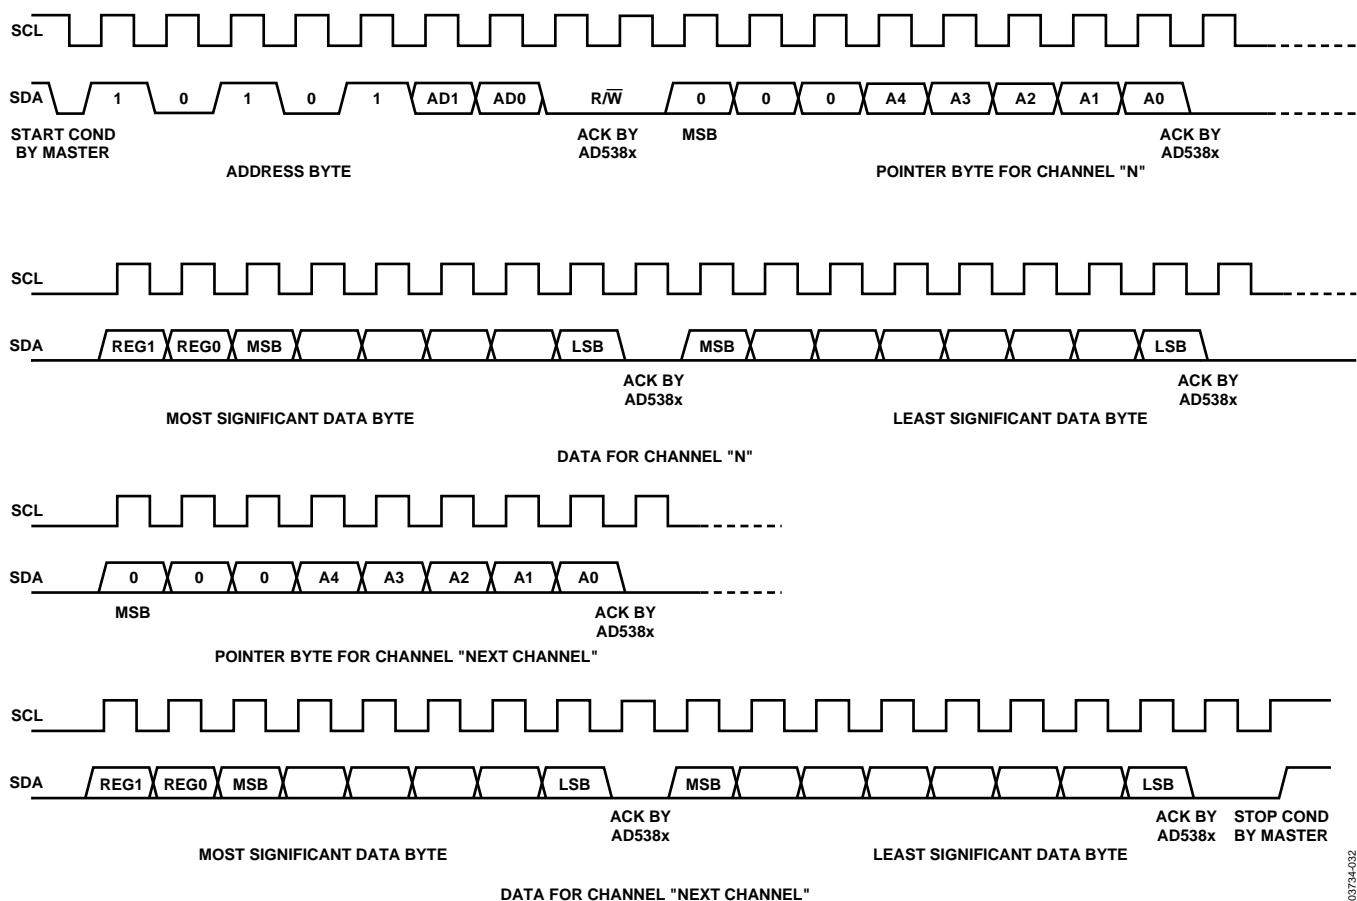 SCL
SDA 1 0 1 0 1 AD1 AD0 R/W̅ 0 0 0 A4 A3 A2 A1 A0
START COND BY MASTER ACK BY AD538x MSB ACK BY AD538x
ADDRESS BYTE POINTER BYTE FOR CHANNEL "N"
SCL
SDA REG1 REG0 MSB LSB MSB LSB
ACK BY AD538x ACK BY AD538x
MOST SIGNIFICANT DATA BYTE LEAST SIGNIFICANT DATA BYTE
DATA FOR CHANNEL "N"
SCL
SDA 0 0 0 A4 A3 A2 A1 A0
MSB ACK BY AD538x
POINTER BYTE FOR CHANNEL "NEXT CHANNEL"
SCL
SDA REG1 REG0 MSB LSB MSB LSB
ACK BY AD538x ACK BY AD538x STOP COND BY MASTER
MOST SIGNIFICANT DATA BYTE LEAST SIGNIFICANT DATA BYTE
DATA FOR CHANNEL "NEXT CHANNEL"
03734-032